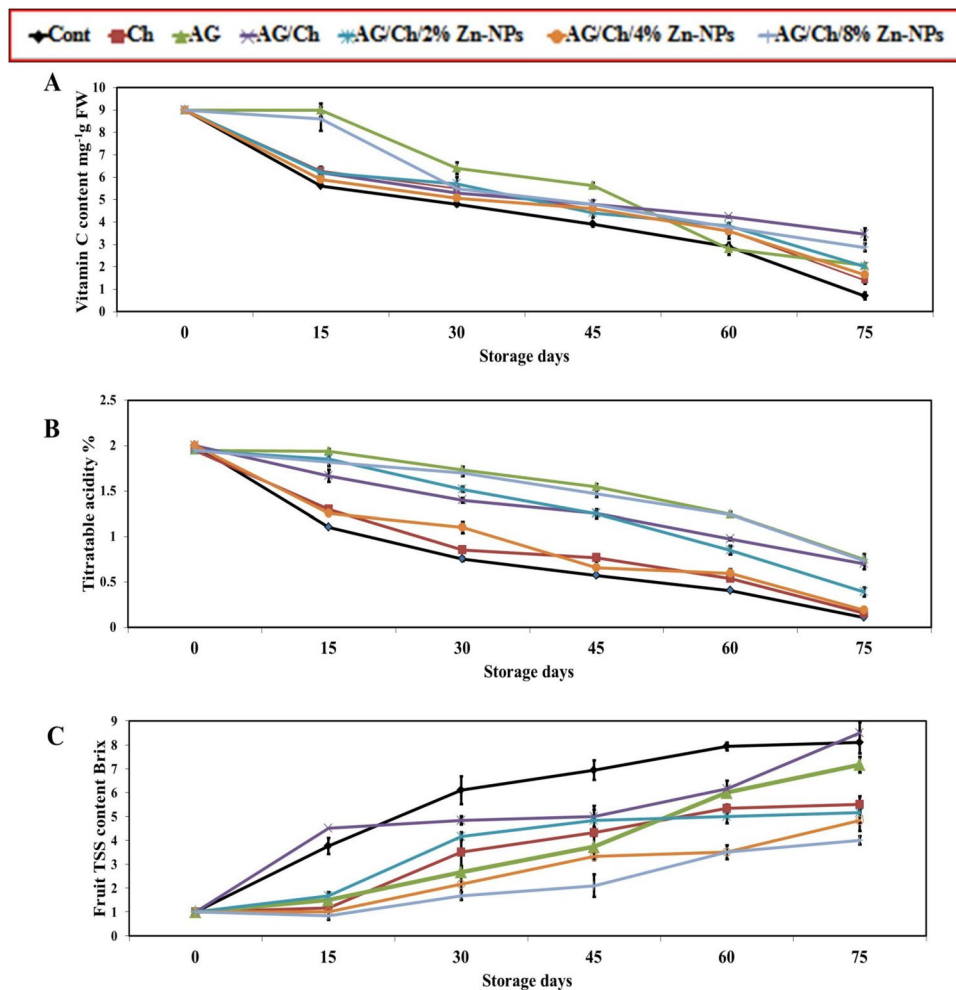 Cont Ch AG AG/Ch AG/Ch/2% Zn-NPs AG/Ch/4% Zn-NPs AG/Ch/8% Zn-NPs
A
Vitamin C content mg⁻¹g FW
10
9
8
7
6
5
4
3
2
1
0
0 15 30 45 60 75
Storage days
B
Titratable acidity %
2.5
2
1.5
1
0.5
0
0 15 30 45 60 75
Storage days
C
Fruit TSS content Brix
9
8
7
6
5
4
3
2
1
0
0 15 30 45 60 75
Storage days